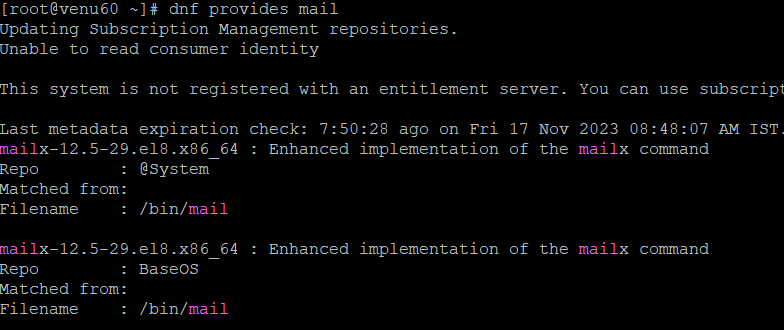 [root@venu60 ~]# dnf provides mail
Updating Subscription Management repositories.
Unable to read consumer identity
This system is not registered with an entitlement server. You can use subscript
Last metadata expiration check: 7:50:28 ago on Fri 17 Nov 2023 08:48:07 AM IST.
mailx-12.5-29.el8.x86_64 : Enhanced implementation of the mailx command
Repo        : @System
Matched from:
Filename    : /bin/mail
mailx-12.5-29.el8.x86_64 : Enhanced implementation of the mailx command
Repo        : BaseOS
Matched from:
Filename    : /bin/mail